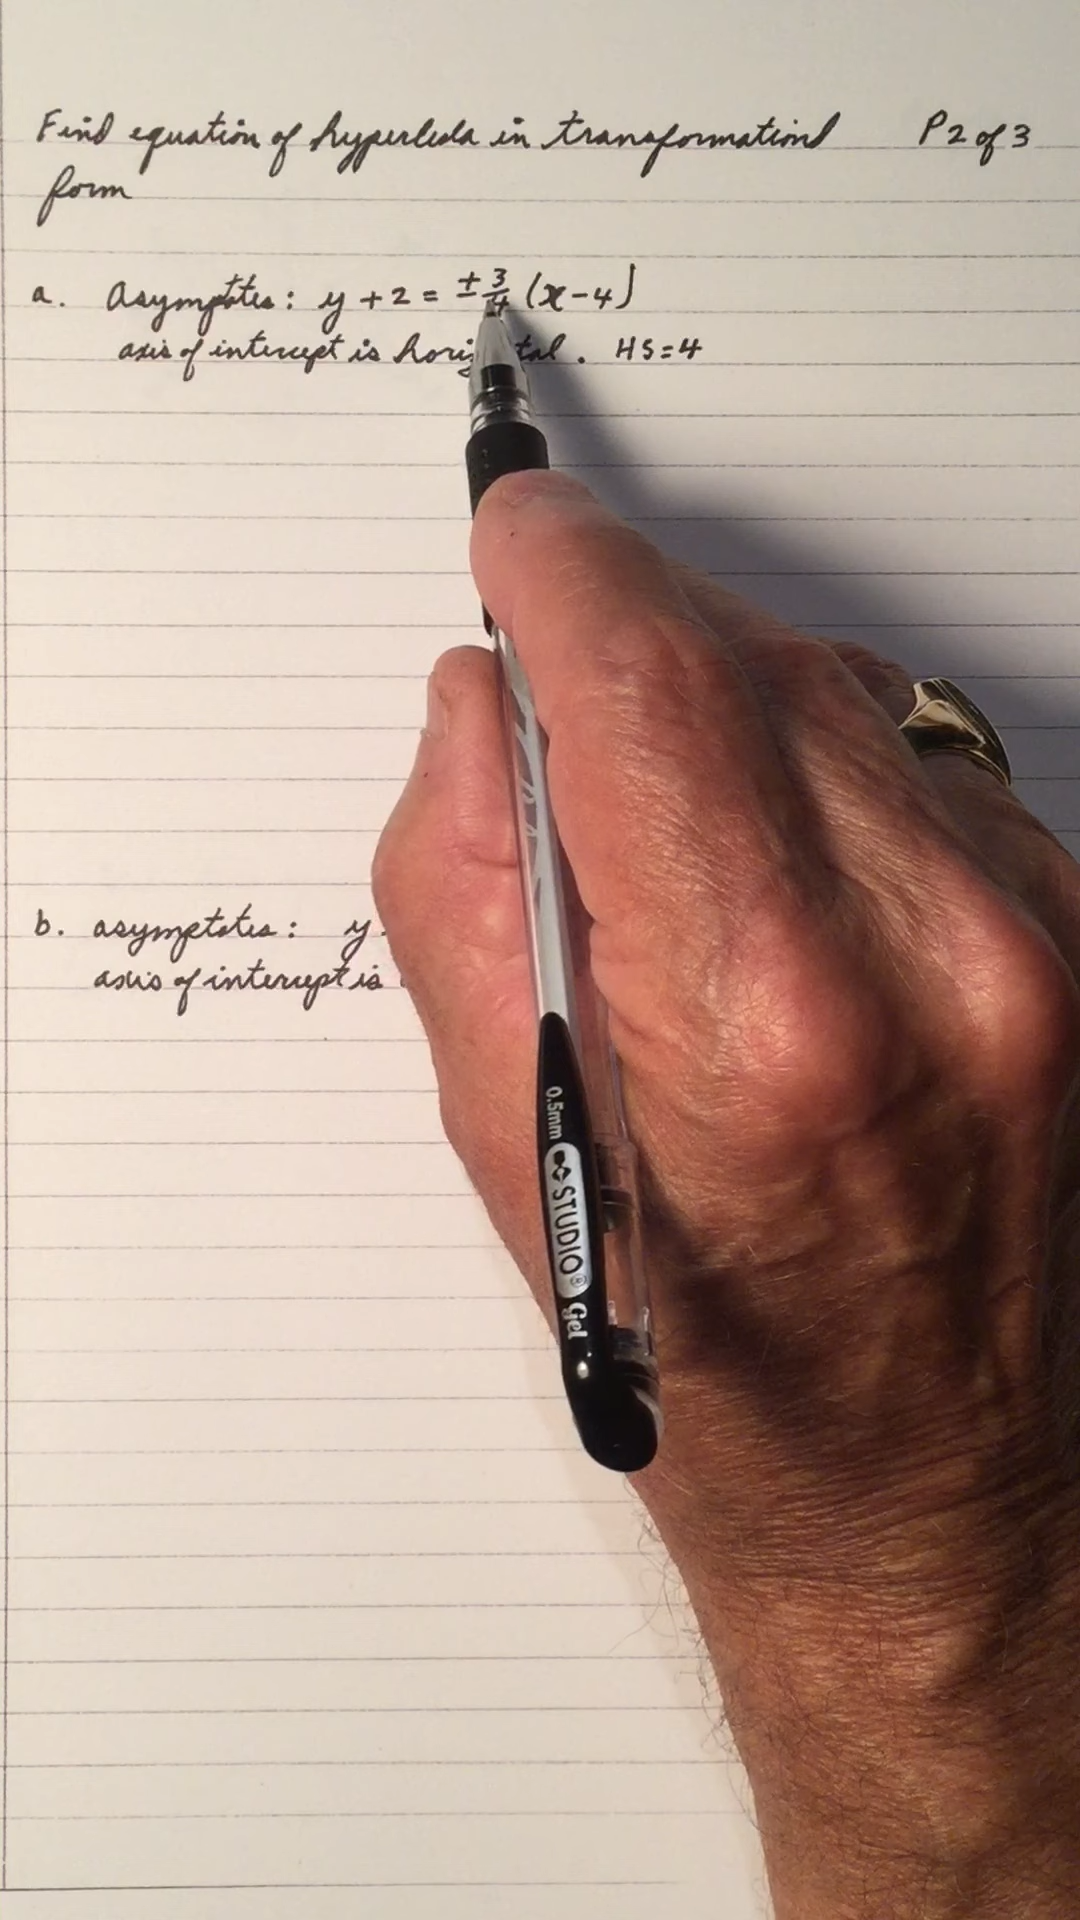 Find equation of hyperbola in transformational P2 of 3
form
a. Asymptotes: y + 2 = ± 3/4 (x - 4)
axis of intercept is horizontal. HS = 4
b. asymptotes: y
axis of intercept is
0.5mm STUDIO® Gel